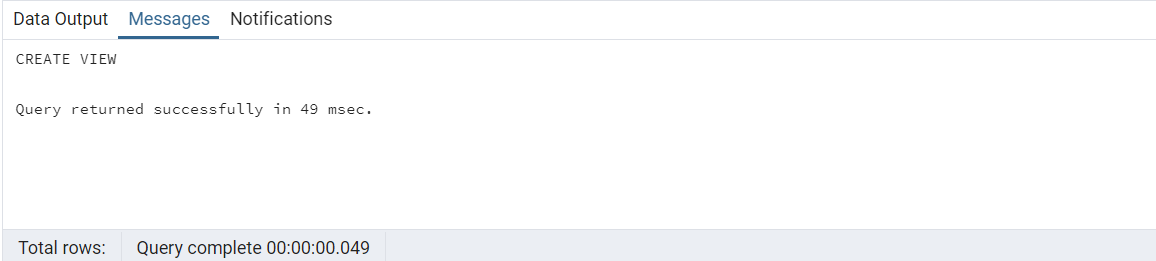 Data Output Messages Notifications
CREATE VIEW
Query returned successfully in 49 msec.
Total rows: Query complete 00:00:00.049